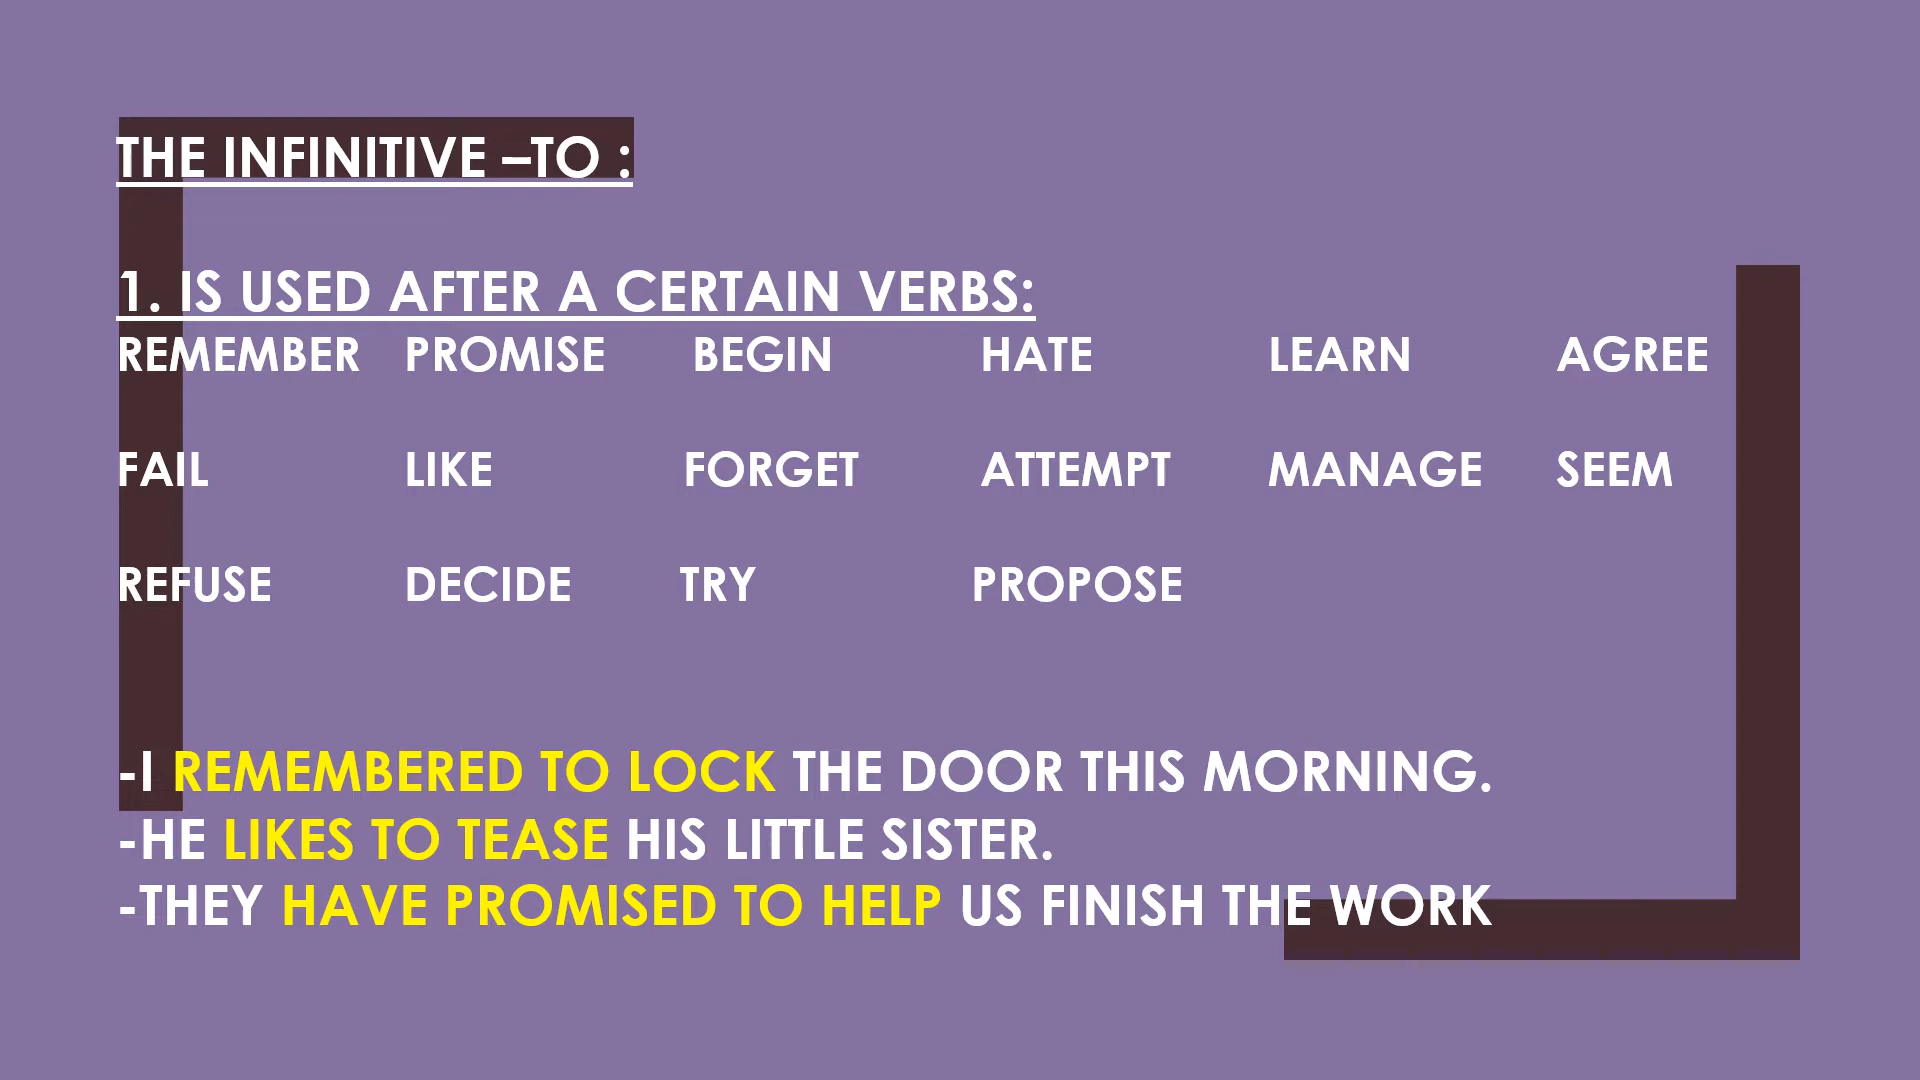 THE INFINITIVE –TO :
1. IS USED AFTER A CERTAIN VERBS:
REMEMBER PROMISE BEGIN HATE LEARN AGREE
FAIL LIKE FORGET ATTEMPT MANAGE SEEM
REFUSE DECIDE TRY PROPOSE
-I REMEMBERED TO LOCK THE DOOR THIS MORNING.
-HE LIKES TO TEASE HIS LITTLE SISTER.
-THEY HAVE PROMISED TO HELP US FINISH THE WORK